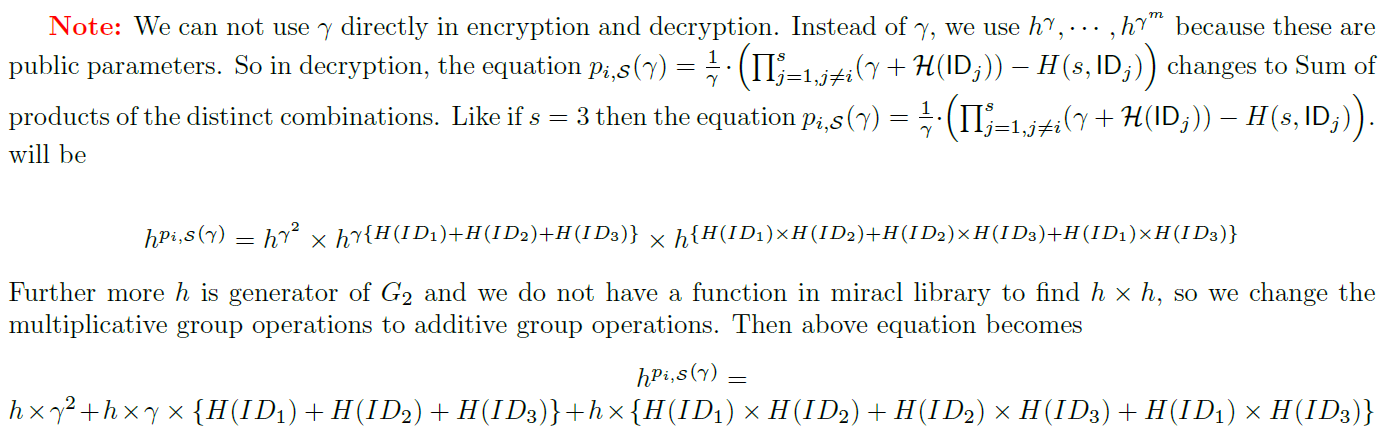 Note: We can not use γ directly in encryption and decryption. Instead of γ, we use h^γ, ⋯ , h^{γ^m} because these are
public parameters. So in decryption, the equation p_{i,S}(γ) = 1/γ · (∏_{j=1,j≠i}^{s}(γ + ℋ(ID_j)) − H(s, ID_j)) changes to Sum of
products of the distinct combinations. Like if s = 3 then the equation p_{i,S}(γ) = 1/γ · (∏_{j=1,j≠i}^{s}(γ + ℋ(ID_j)) − H(s, ID_j)).
will be
h^{p_{i,S}(γ)} = h^{γ^2} × h^{γ{H(ID_1)+H(ID_2)+H(ID_3)}} × h^{{H(ID_1)×H(ID_2)+H(ID_2)×H(ID_3)+H(ID_1)×H(ID_3)}}
Further more h is generator of G_2 and we do not have a function in miracl library to find h × h, so we change the
multiplicative group operations to additive group operations. Then above equation becomes
h^{p_{i,S}(γ)} =
h × γ^2 + h × γ × {H(ID_1) + H(ID_2) + H(ID_3)} + h × {H(ID_1) × H(ID_2) + H(ID_2) × H(ID_3) + H(ID_1) × H(ID_3)}